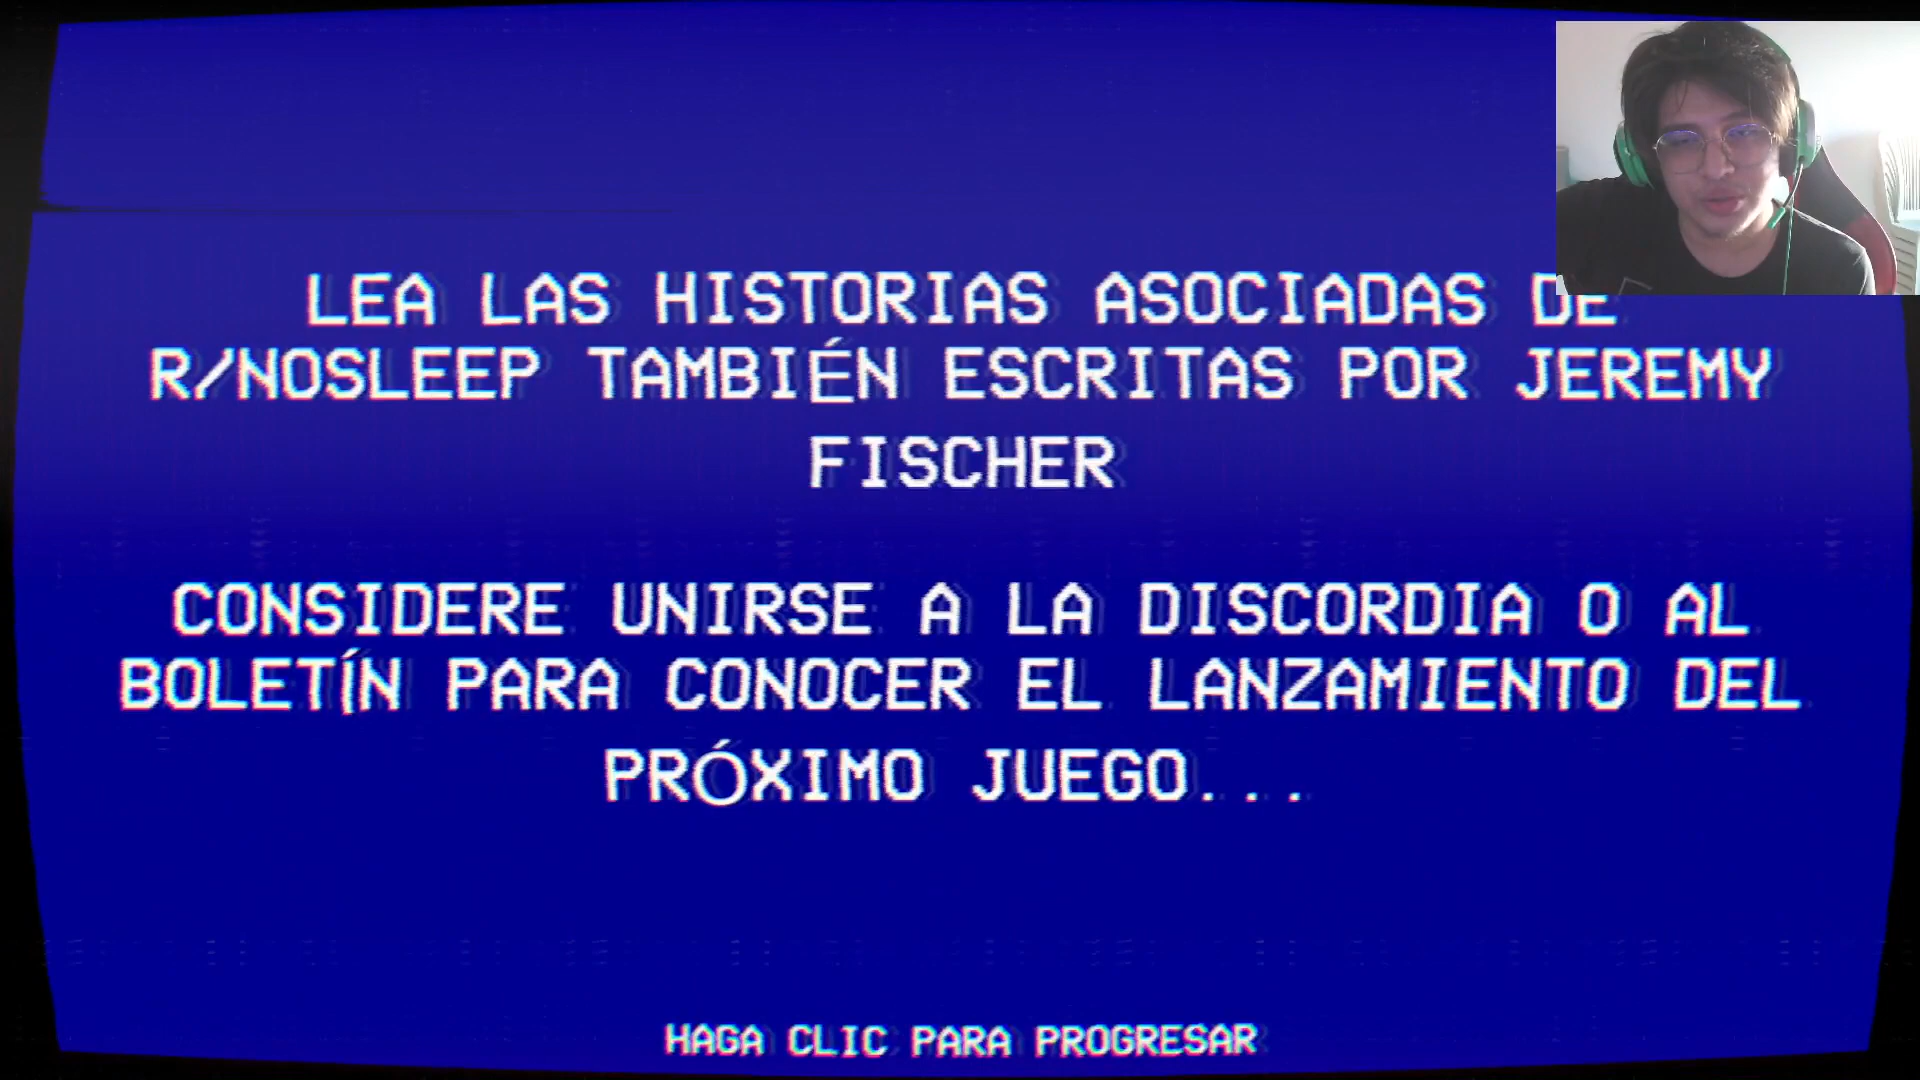 LEA LAS HISTORIAS ASOCIADAS DE
R/NOSLEEP TAMBIÉN ESCRITAS POR JEREMY
FISCHER
CONSIDERE UNIRSE A LA DISCORDIA O AL
BOLETÍN PARA CONOCER EL LANZAMIENTO DEL
PRÓXIMO JUEGO...
HAGA CLIC PARA PROGRESAR